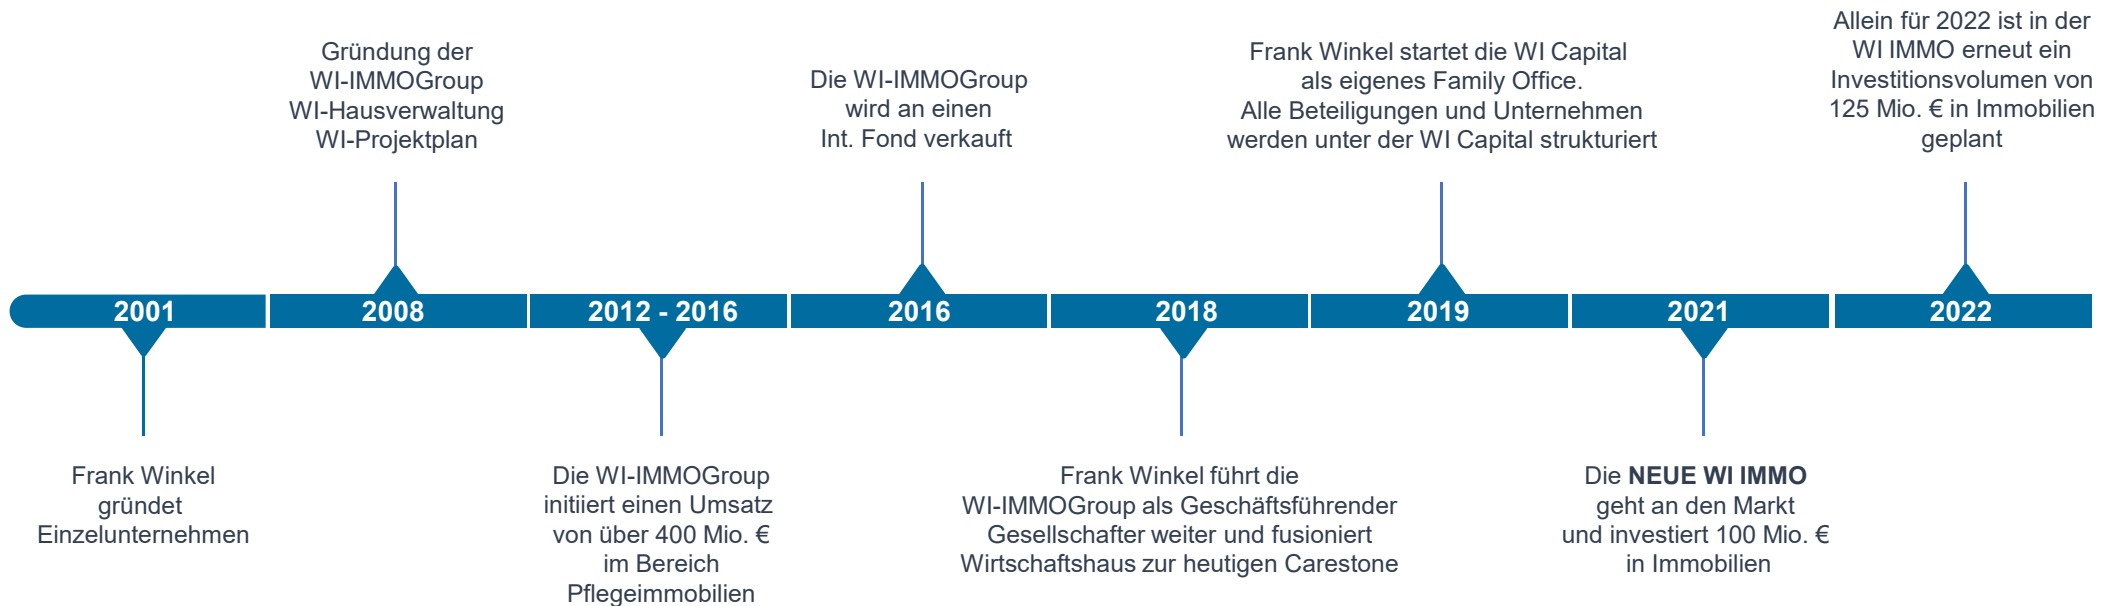 Gründung der
WI-IMMOGroup
WI-Hausverwaltung
WI-Projektplan
Die WI-IMMOGroup
wird an einen
Int. Fond verkauft
Frank Winkel startet die WI Capital
als eigenes Family Office.
Alle Beteiligungen und Unternehmen
werden unter der WI Capital strukturiert
Allein für 2022 ist in der
WI IMMO erneut ein
Investitionsvolumen von
125 Mio. € in Immobilien
geplant
2001
2008
2012 - 2016
2016
2018
2019
2021
2022
Frank Winkel
gründet
Einzelunternehmen
Die WI-IMMOGroup
initiiert einen Umsatz
von über 400 Mio. €
im Bereich
Pflegeimmobilien
Frank Winkel führt die
WI-IMMOGroup als Geschäftsführender
Gesellschafter weiter und fusioniert
Wirtschaftshaus zur heutigen Carestone
Die NEUE WI IMMO
geht an den Markt
und investiert 100 Mio. €
in Immobilien